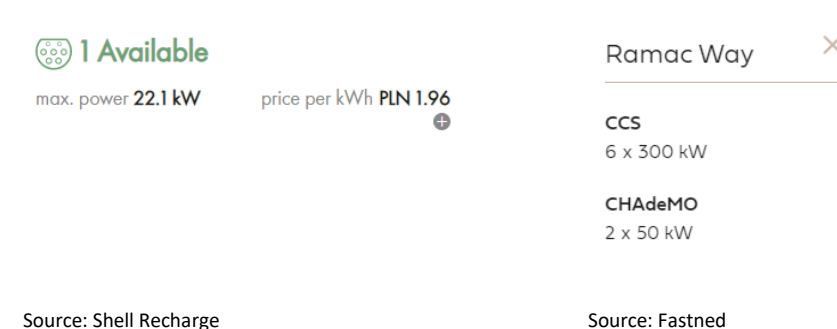 1 Available
max. power 22.1 kW price per kWh PLN 1.96
Source: Shell Recharge
Ramac Way
CCS
6 x 300 kW
CHAdeMO
2 x 50 kW
Source: Fastned